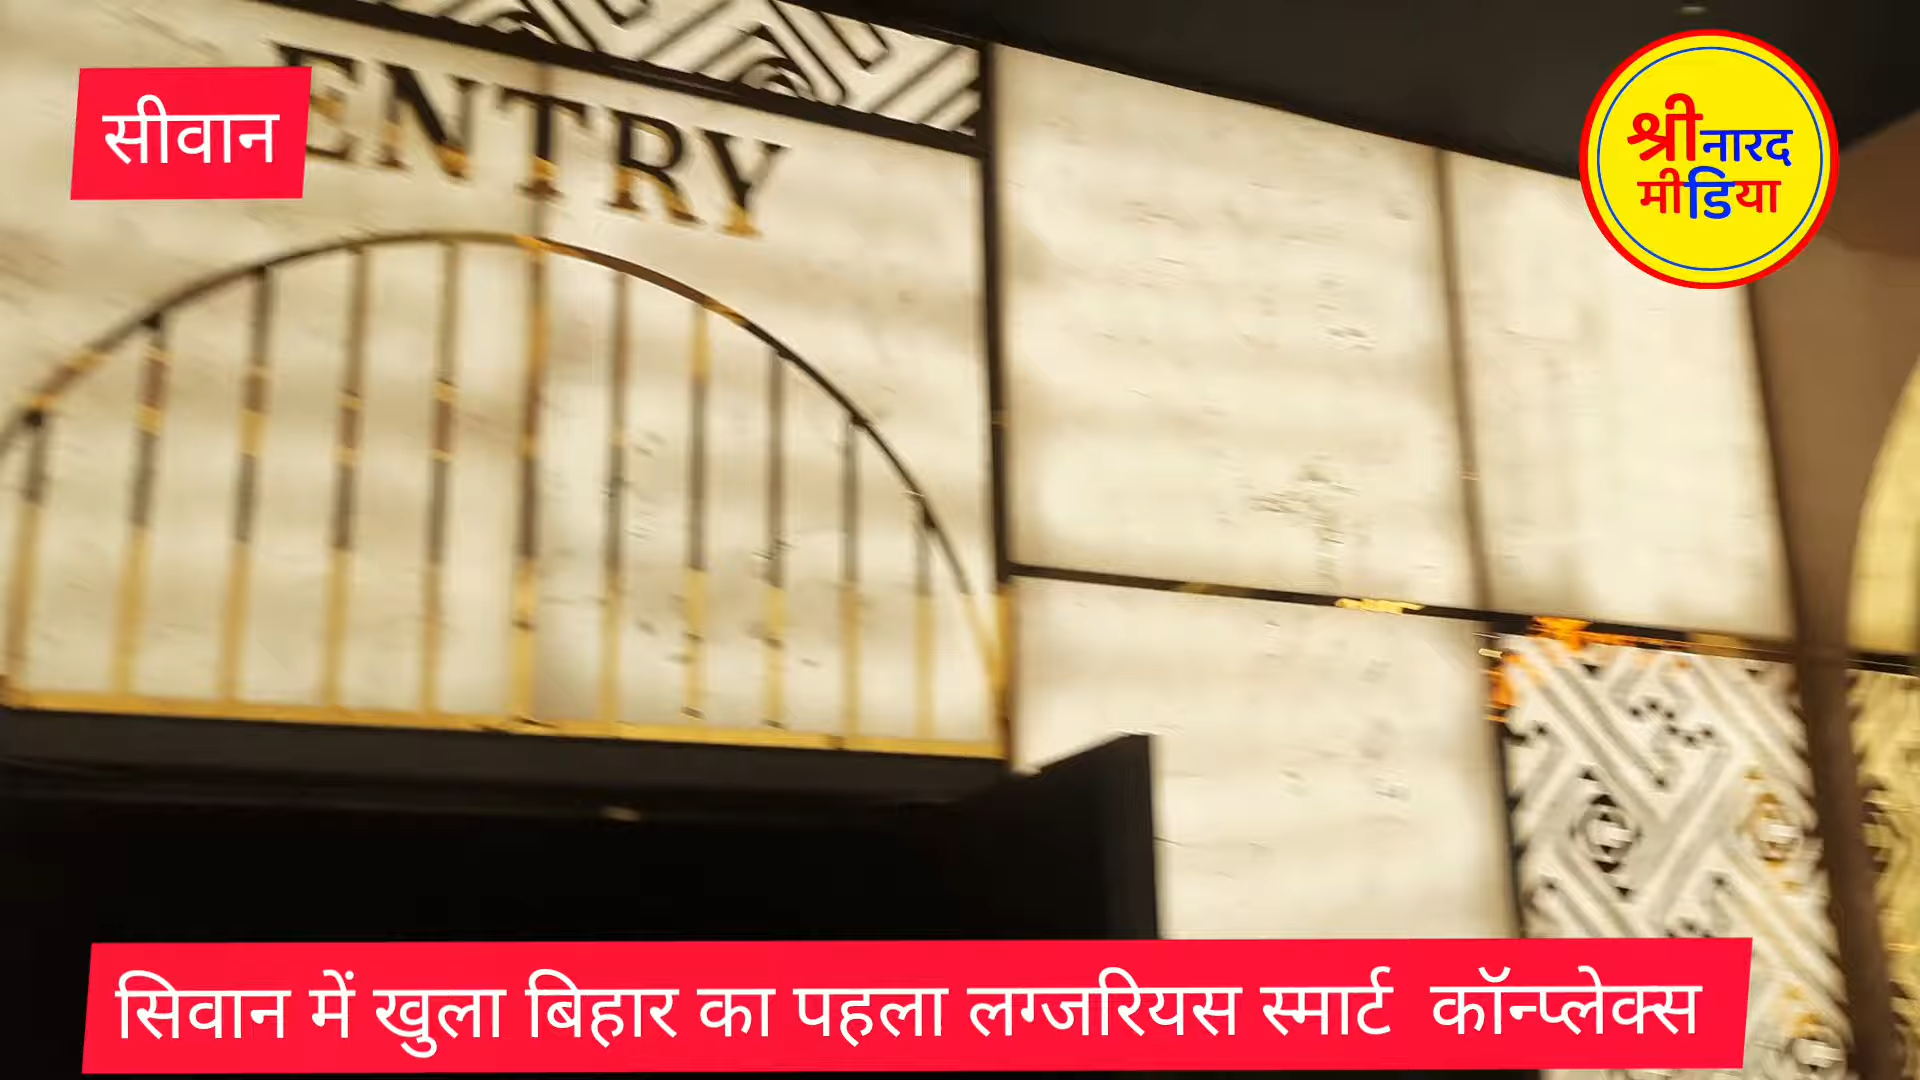 सीवान
ENTRY
श्री नारद
मीडिया
सिवान में खुला बिहार का पहला लग्जरियस स्मार्ट कॉन्प्लेक्स